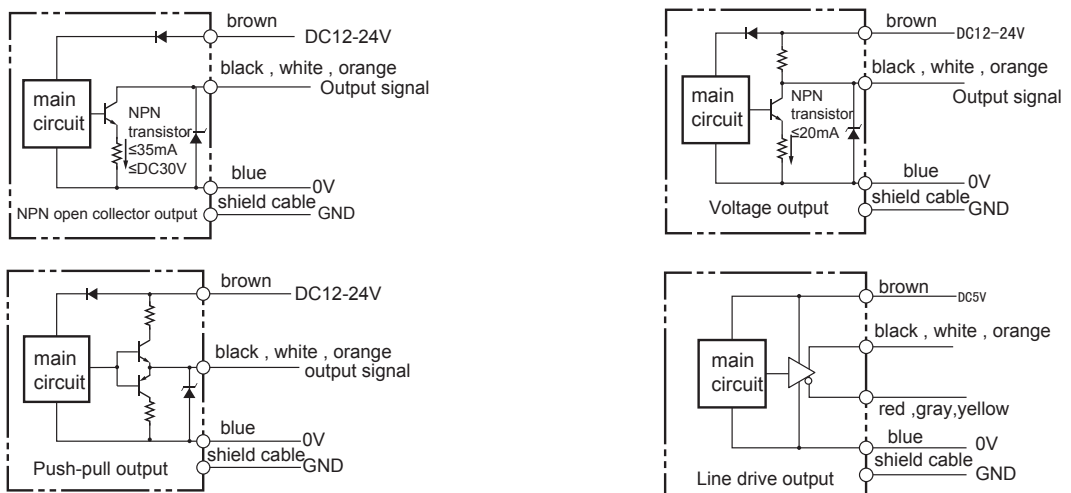 brown
DC12-24V
black , white , orange
Output signal
main
circuit
NPN
transistor
≤35mA
≤DC30V
blue
0V
shield cable
GND
NPN open collector output
brown
DC12-24V
black , white , orange
Output signal
main
circuit
NPN
transistor
≤20mA
blue
0V
shield cable
GND
Voltage output
brown
DC12-24V
black , white , orange
output signal
main
circuit
blue
0V
shield cable
GND
Push-pull output
brown
DC5V
black , white , orange
main
circuit
red ,gray,yellow
blue
0V
shield cable
GND
Line drive output